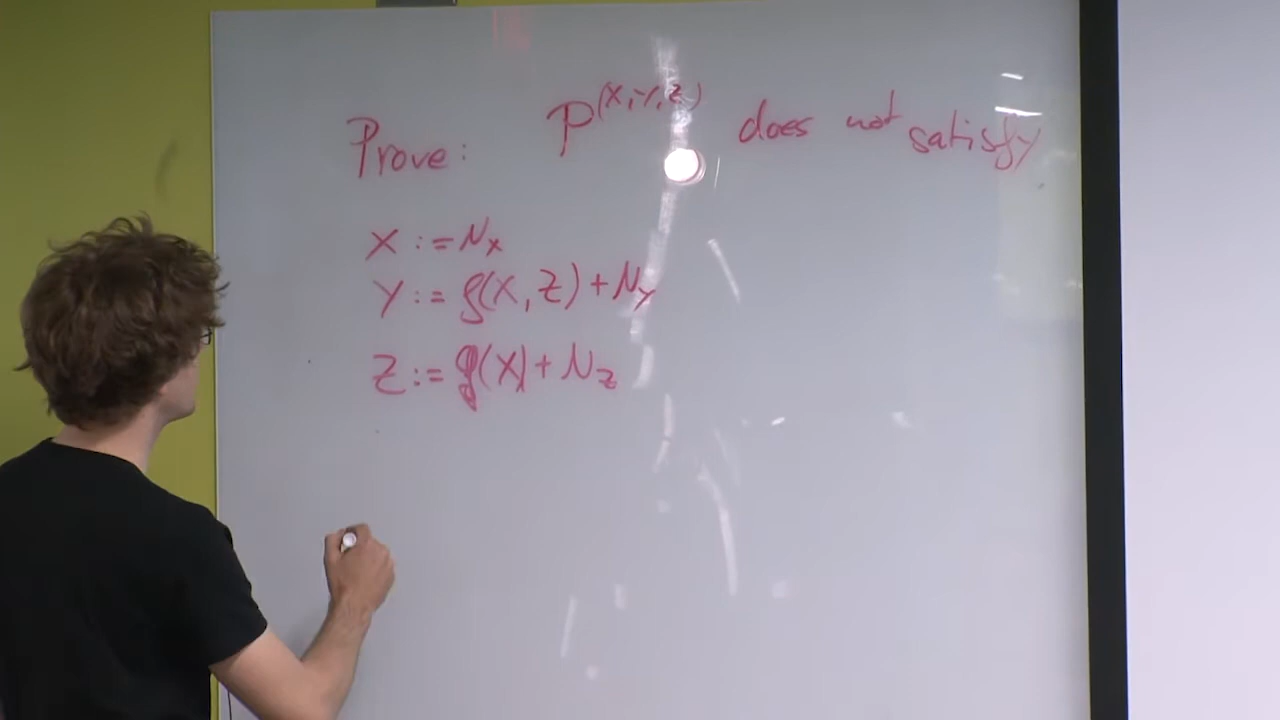 Prove: P^(X,Y,Z) does not satisfy
X := N_X
Y := f(X, Z) + N_Y
Z := g(X) + N_Z